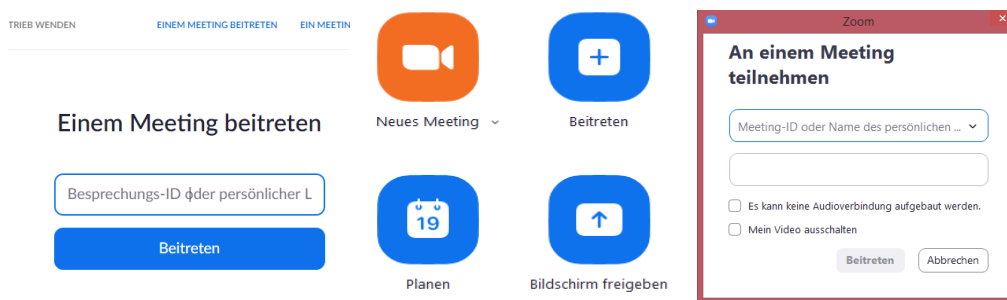 TRIEB WENDEN
EINEM MEETING BEITRETEN
EIN MEETIN
Einem Meeting beitreten
Besprechungs-ID oder persönlicher L
Beitreten
Neues Meeting
Beitreten
19
Planen
Bildschirm freigeben
Zoom
An einem Meeting
teilnehmen
Meeting-ID oder Name des persönlichen ...
Es kann keine Audioverbindung aufgebaut werden.
Mein Video ausschalten
Beitreten
Abbrechen